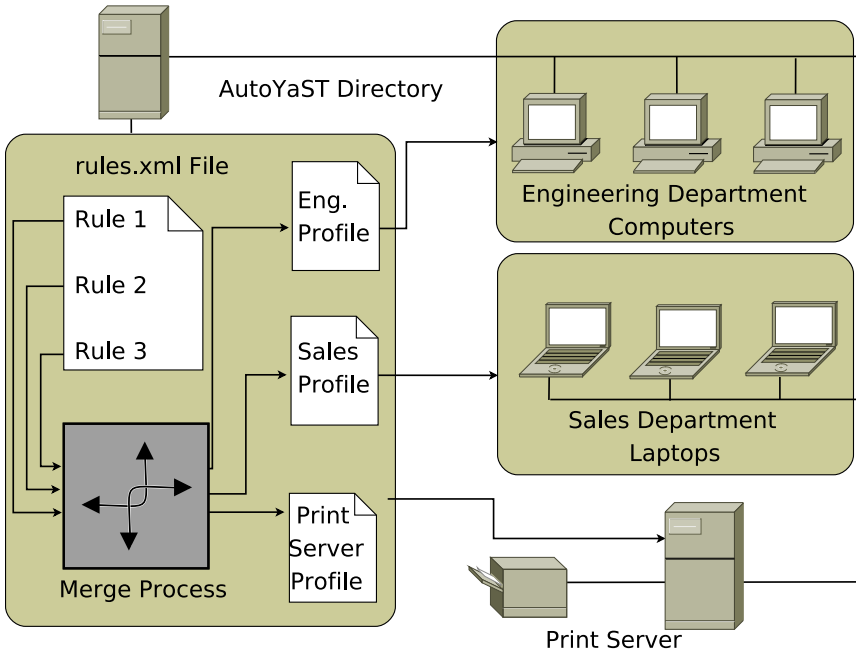 AutoYaST Directory
rules.xml File
Rule 1
Rule 2
Rule 3
Merge Process
Eng.
Profile
Sales
Profile
Print
Server
Profile
Engineering Department
Computers
Sales Department
Laptops
Print Server